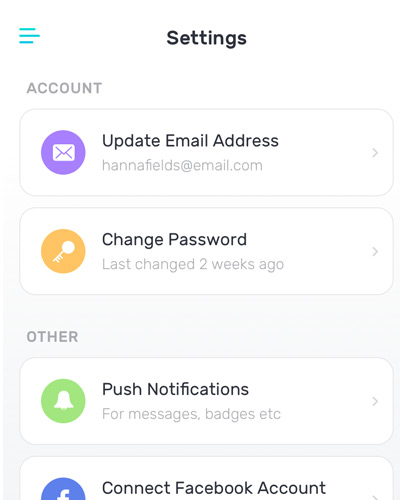 Settings
ACCOUNT
Update Email Address
hannafields@email.com
Change Password
Last changed 2 weeks ago
OTHER
Push Notifications
For messages, badges etc
Connect Facebook Account